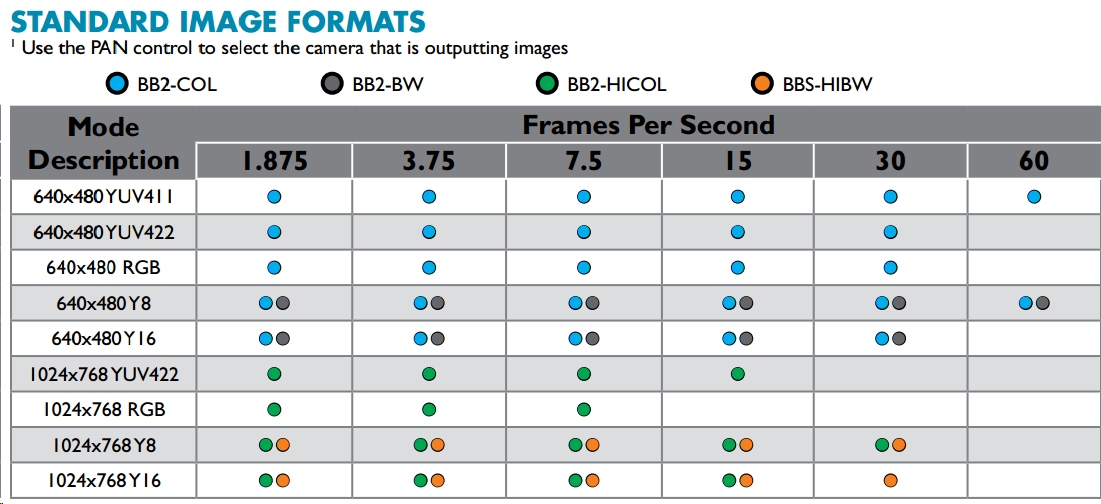 STANDARD IMAGE FORMATS
¹ Use the PAN control to select the camera that is outputting images
BB2-COL BB2-BW BB2-HICOL BBS-HIBW
Mode Description Frames Per Second
1.875 3.75 7.5 15 30 60
640x480 YUV411
640x480 YUV422
640x480 RGB
640x480 Y8
640x480 Y16
1024x768 YUV422
1024x768 RGB
1024x768 Y8
1024x768 Y16